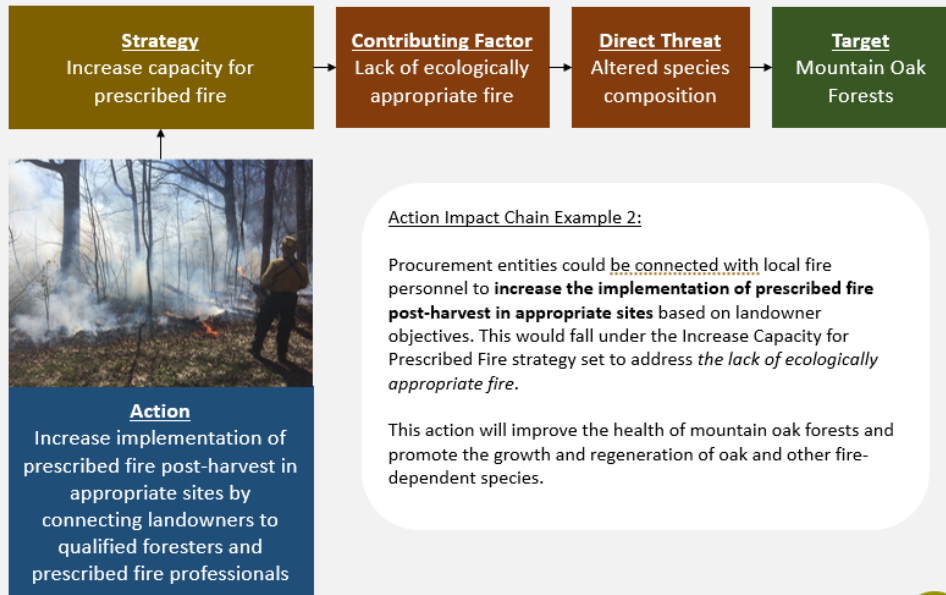 Strategy
Increase capacity for
prescribed fire
Contributing Factor
Lack of ecologically
appropriate fire
Direct Threat
Altered species
composition
Target
Mountain Oak
Forests
Action
Increase implementation of
prescribed fire post-harvest in
appropriate sites by
connecting landowners to
qualified foresters and
prescribed fire professionals
Action Impact Chain Example 2:
Procurement entities could be connected with local fire
personnel to increase the implementation of prescribed fire
post-harvest in appropriate sites based on landowner
objectives. This would fall under the Increase Capacity for
Prescribed Fire strategy set to address the lack of ecologically
appropriate fire.
This action will improve the health of mountain oak forests and
promote the growth and regeneration of oak and other fire-
dependent species.